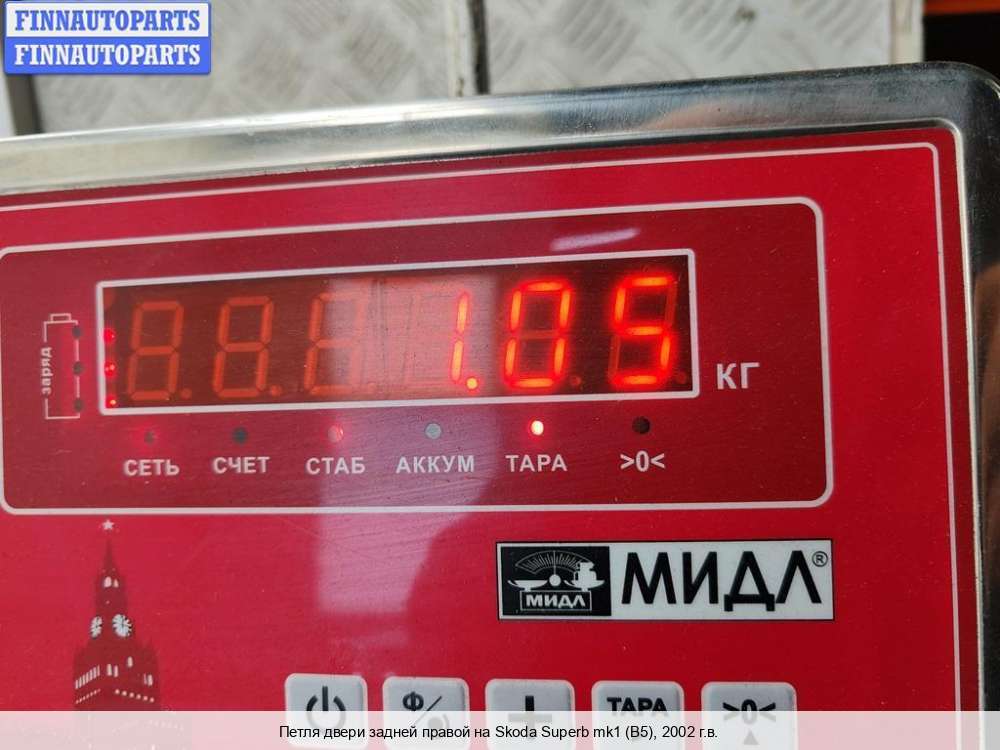 FINNAUTOPARTS
FINNAUTOPARTS
заряд
1.05
КГ
СЕТЬ СЧЕТ СТАБ АККУМ ТАРА >0<
МИДЛ
МИДЛ®
Ф/ + ТАРА >0<
Петля двери задней правой на Skoda Superb mk1 (B5), 2002 г.в.